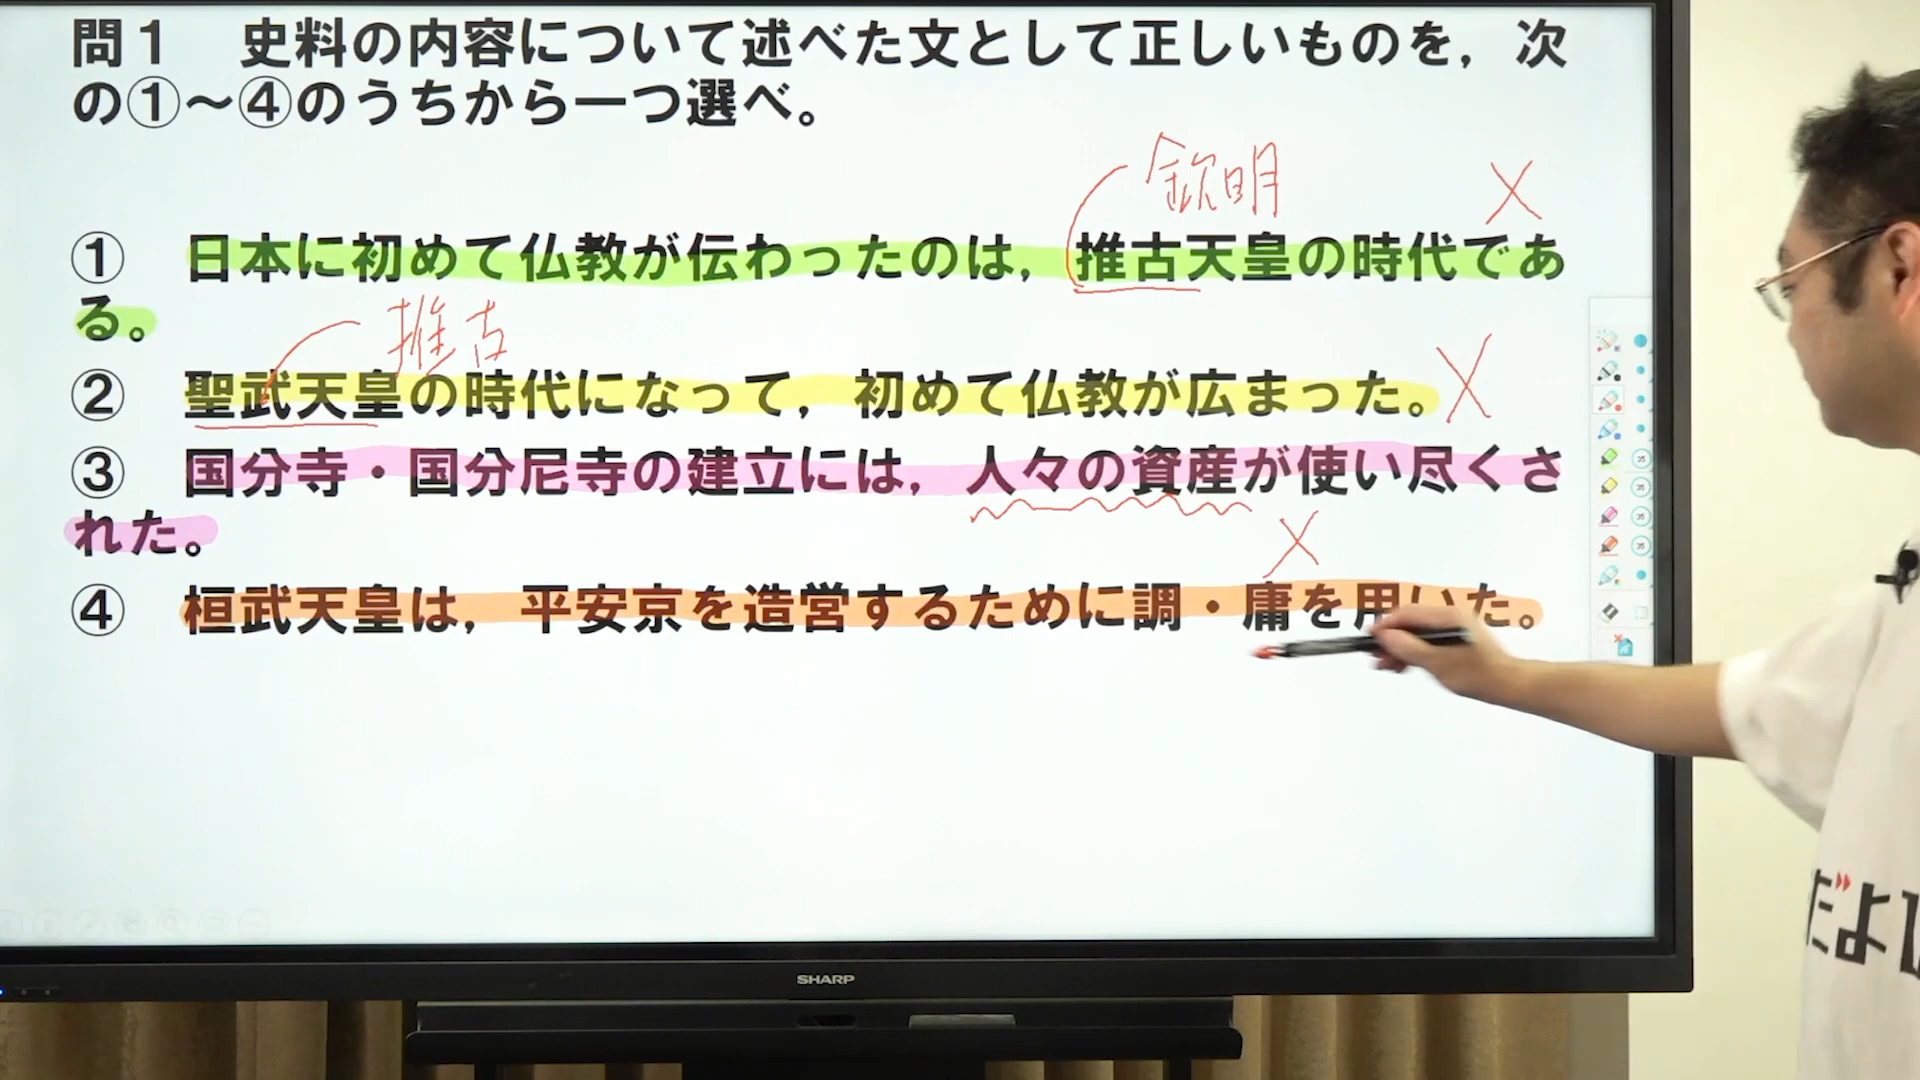 問１　史料の内容について述べた文として正しいものを，次
の①～④のうちから一つ選べ。
欽明
×
①　日本に初めて仏教が伝わったのは，推古天皇の時代であ
る。
推古
②　聖武天皇の時代になって，初めて仏教が広まった。
×
③　国分寺・国分尼寺の建立には，人々の資産が使い尽くさ
れた。
×
④　桓武天皇は，平安京を造営するために調・庸を用いた。
35
35
35
35
SHARP
だよ